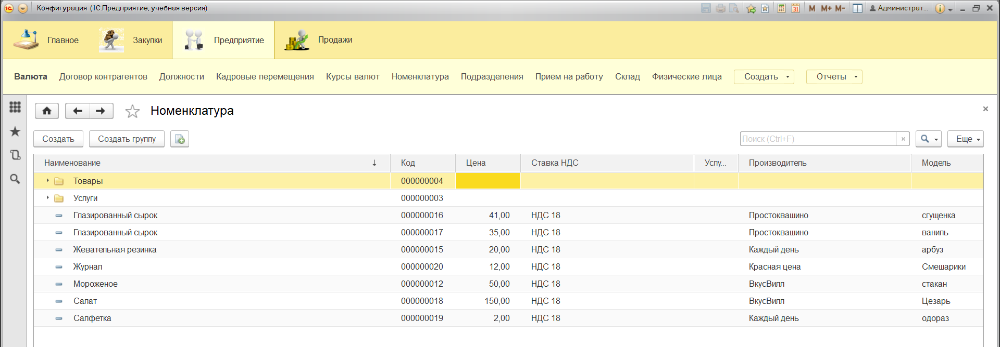 Конфигурация (1С:Предприятие, учебная версия) 31 M M+ M- Администрат...
Главное Закупки Предприятие Продажи
Валюта Договор контрагентов Должности Кадровые перемещения Курсы валют Номенклатура Подразделения Приём на работу Склад Физические лица Создать Отчеты
Номенклатура
Создать Создать группу Поиск (Ctrl+F) × Еще
Наименование ↓ Код Цена Ставка НДС Услу... Производитель Модель
Товары 000000004
Услуги 000000003
Глазированный сырок 000000016 41,00 НДС 18 Простоквашино сгущенка
Глазированный сырок 000000017 35,00 НДС 18 Простоквашино ваниль
Жевательная резинка 000000015 20,00 НДС 18 Каждый день арбуз
Журнал 000000020 12,00 НДС 18 Красная цена Смешарики
Мороженое 000000012 50,00 НДС 18 ВкусВилл стакан
Салат 000000018 150,00 НДС 18 ВкусВилл Цезарь
Салфетка 000000019 2,00 НДС 18 Каждый день одораз